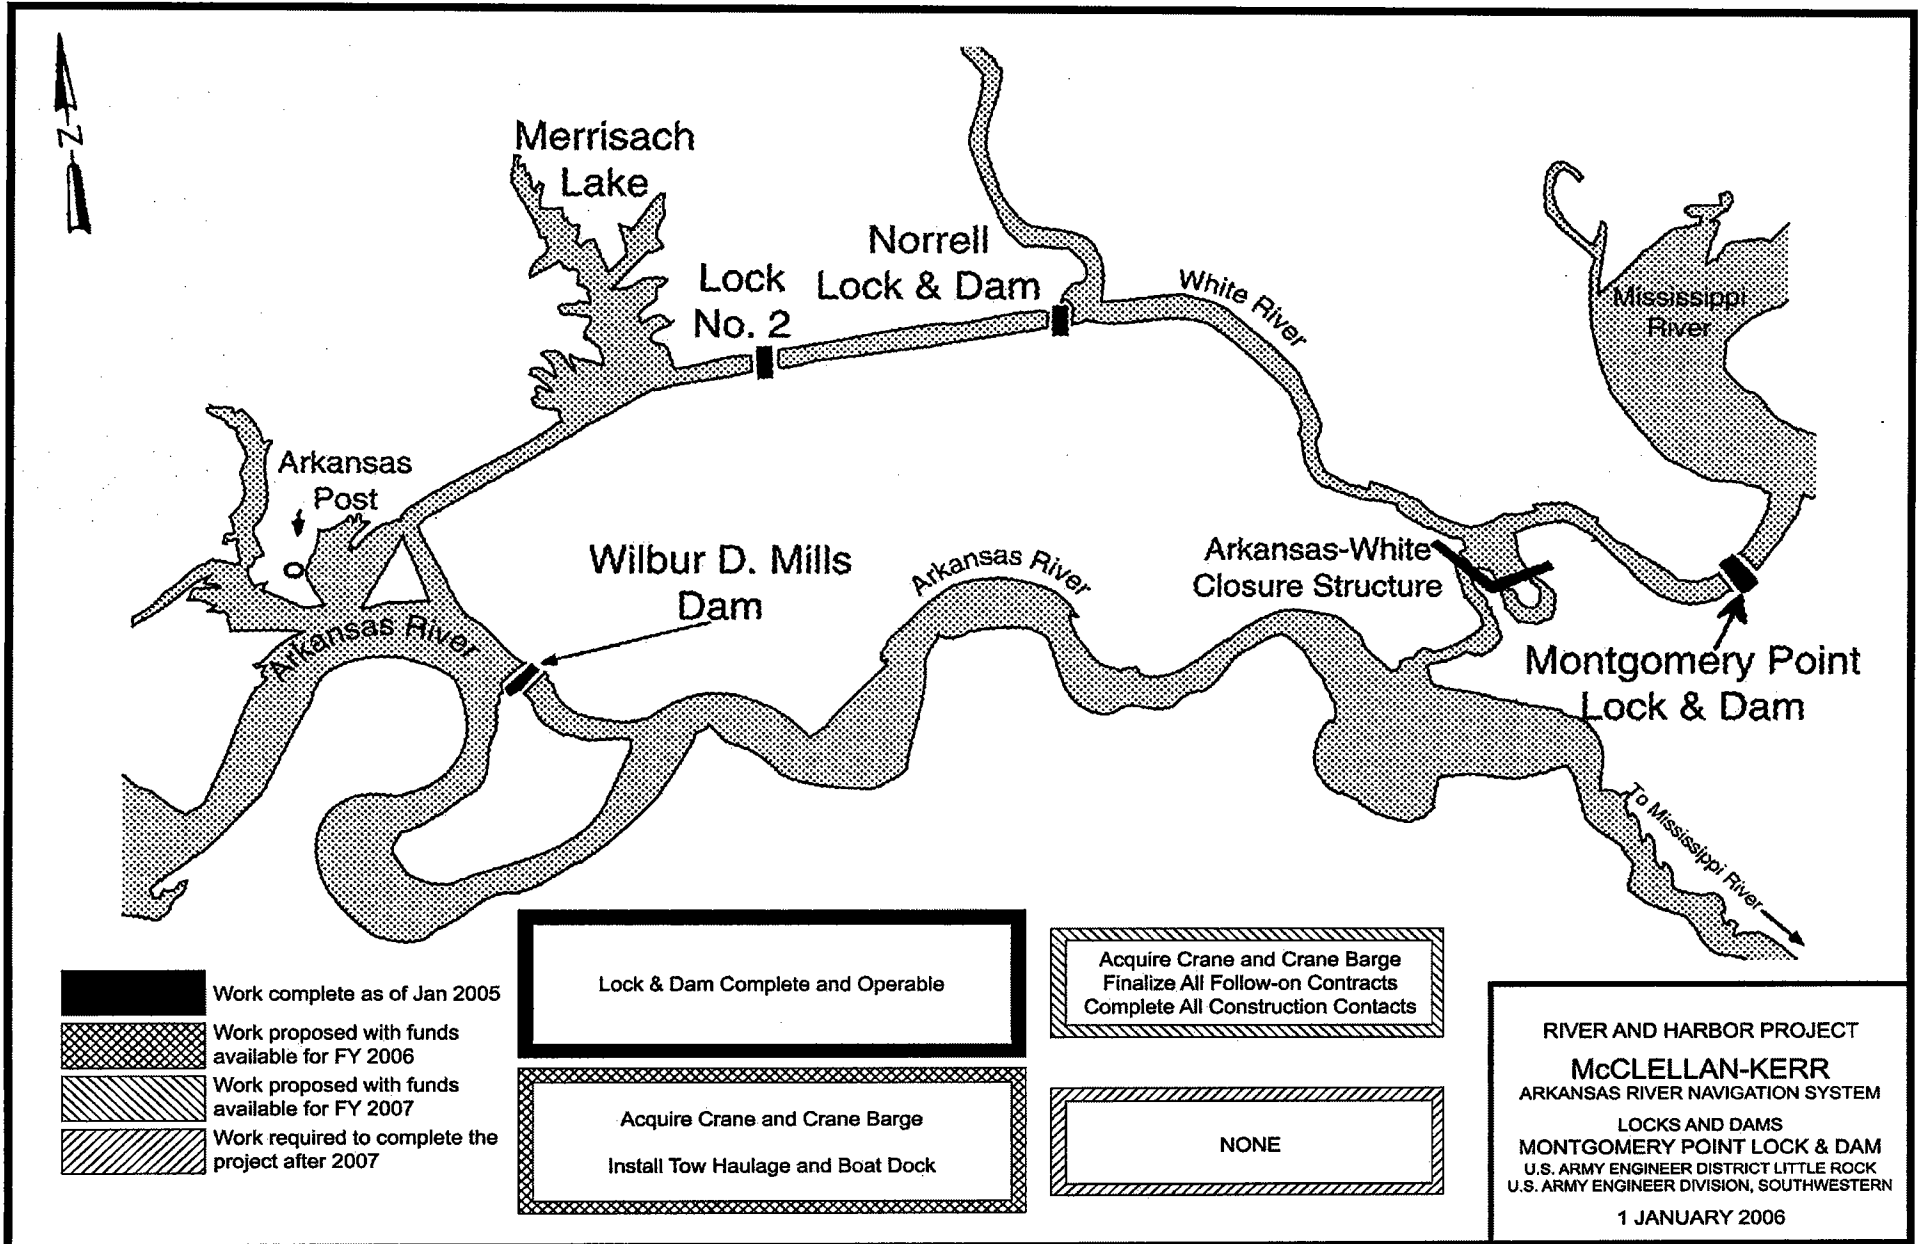 N
Merrisach
Lake
Norrell
Lock & Dam
Lock
No. 2
White River
Mississippi
River
Arkansas
Post
Wilbur D. Mills
Dam
Arkansas River
Arkansas-White
Closure Structure
Arkansas River
Montgomery Point
Lock & Dam
To Mississippi River
Work complete as of Jan 2005
Work proposed with funds
available for FY 2006
Work proposed with funds
available for FY 2007
Work required to complete the
project after 2007
Lock & Dam Complete and Operable
Acquire Crane and Crane Barge
Install Tow Haulage and Boat Dock
Acquire Crane and Crane Barge
Finalize All Follow-on Contracts
Complete All Construction Contacts
NONE
RIVER AND HARBOR PROJECT
McCLELLAN-KERR
ARKANSAS RIVER NAVIGATION SYSTEM
LOCKS AND DAMS
MONTGOMERY POINT LOCK & DAM
U.S. ARMY ENGINEER DISTRICT LITTLE ROCK
U.S. ARMY ENGINEER DIVISION, SOUTHWESTERN
1 JANUARY 2006